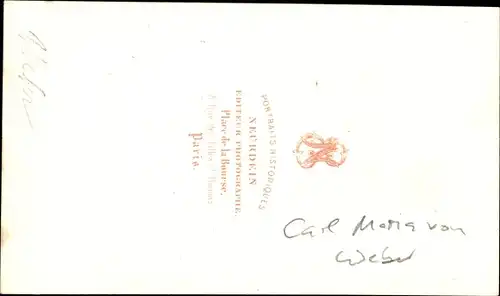 PORTRAITS HISTORIQUES
NEURDEIN
EDITEUR PHOTOGRAPHE.
Place de la Bourse,
Paris.
Carl Maria von
Weber